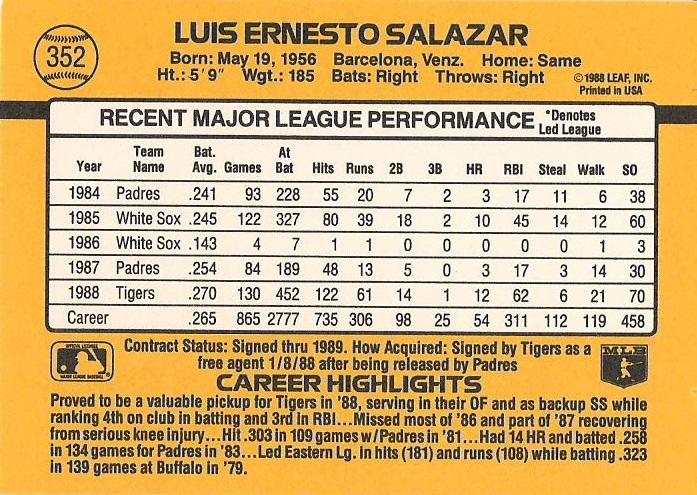 352
LUIS ERNESTO SALAZAR
Born: May 19, 1956 Barcelona, Venz. Home: Same
Ht.: 5' 9" Wgt.: 185 Bats: Right Throws: Right
© 1988 LEAF, INC.
Printed in USA
RECENT MAJOR LEAGUE PERFORMANCE
*Denotes
Led League
Year Team Name Bat. Avg. Games At Bat Hits Runs 2B 3B HR RBI Steal Walk SO
1984 Padres .241 93 228 55 20 7 2 3 17 11 6 38
1985 White Sox .245 122 327 80 39 18 2 10 45 14 12 60
1986 White Sox .143 4 7 1 1 0 0 0 0 0 1 3
1987 Padres .254 84 189 48 13 5 0 3 17 3 14 30
1988 Tigers .270 130 452 122 61 14 1 12 62 6 21 70
Career .265 865 2777 735 306 98 25 54 311 112 119 458
OFFICIAL LICENSEE
MAJOR LEAGUE BASEBALL
Contract Status: Signed thru 1989. How Acquired: Signed by Tigers as a
free agent 1/8/88 after being released by Padres
MLB
CAREER HIGHLIGHTS
Proved to be a valuable pickup for Tigers in '88, serving in their OF and as backup SS while
ranking 4th on club in batting and 3rd in RBI...Missed most of '86 and part of '87 recovering
from serious knee injury...Hit .303 in 109 games w/Padres in '81...Had 14 HR and batted .258
in 134 games for Padres in '83...Led Eastern Lg. in hits (181) and runs (108) while batting .323
in 139 games at Buffalo in '79.